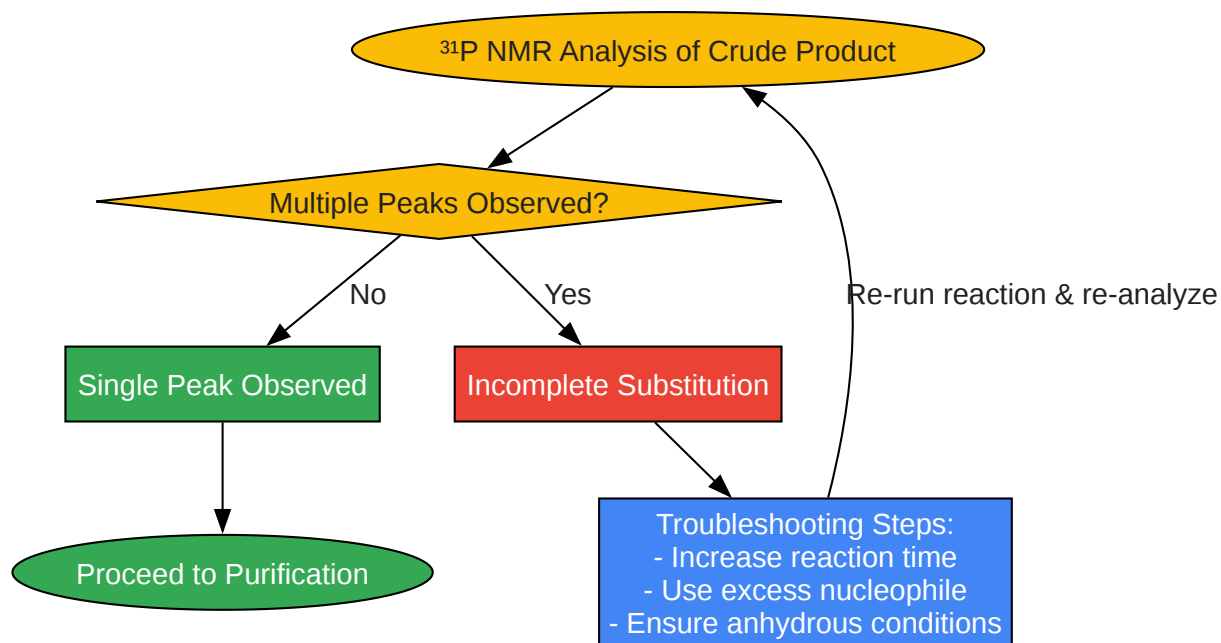 ³¹P NMR Analysis of Crude Product
Multiple Peaks Observed?
No
Yes
Re-run reaction & re-analyze
Single Peak Observed
Incomplete Substitution
Proceed to Purification
Troubleshooting Steps:
- Increase reaction time
- Use excess nucleophile
- Ensure anhydrous conditions